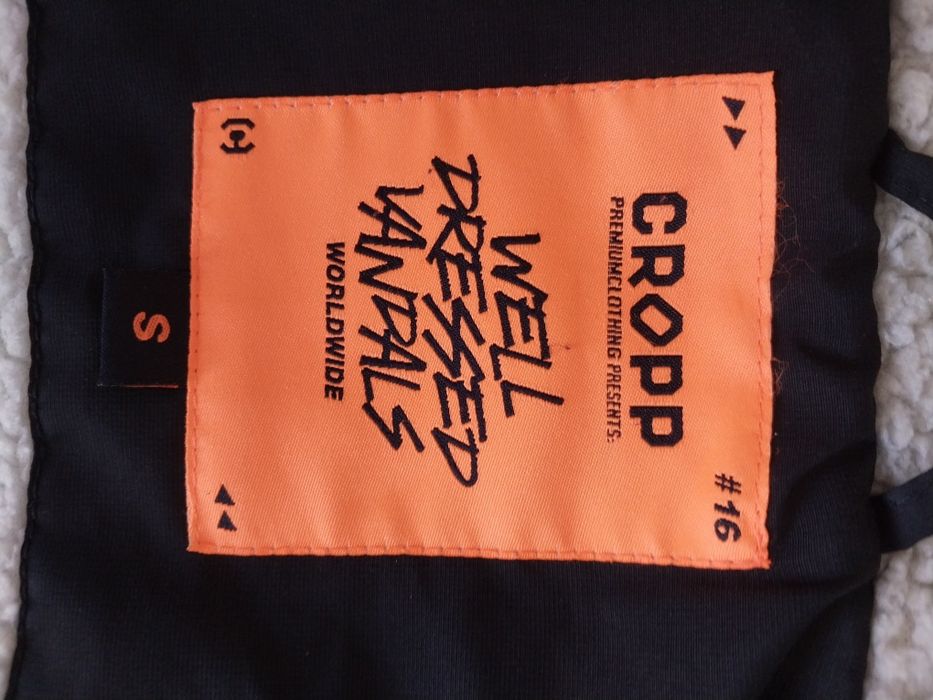 #16
CROPP
PREMIUMCLOTHING PRESENTS:
WELL
DRESSED
VANDALS
WORLDWIDE
S